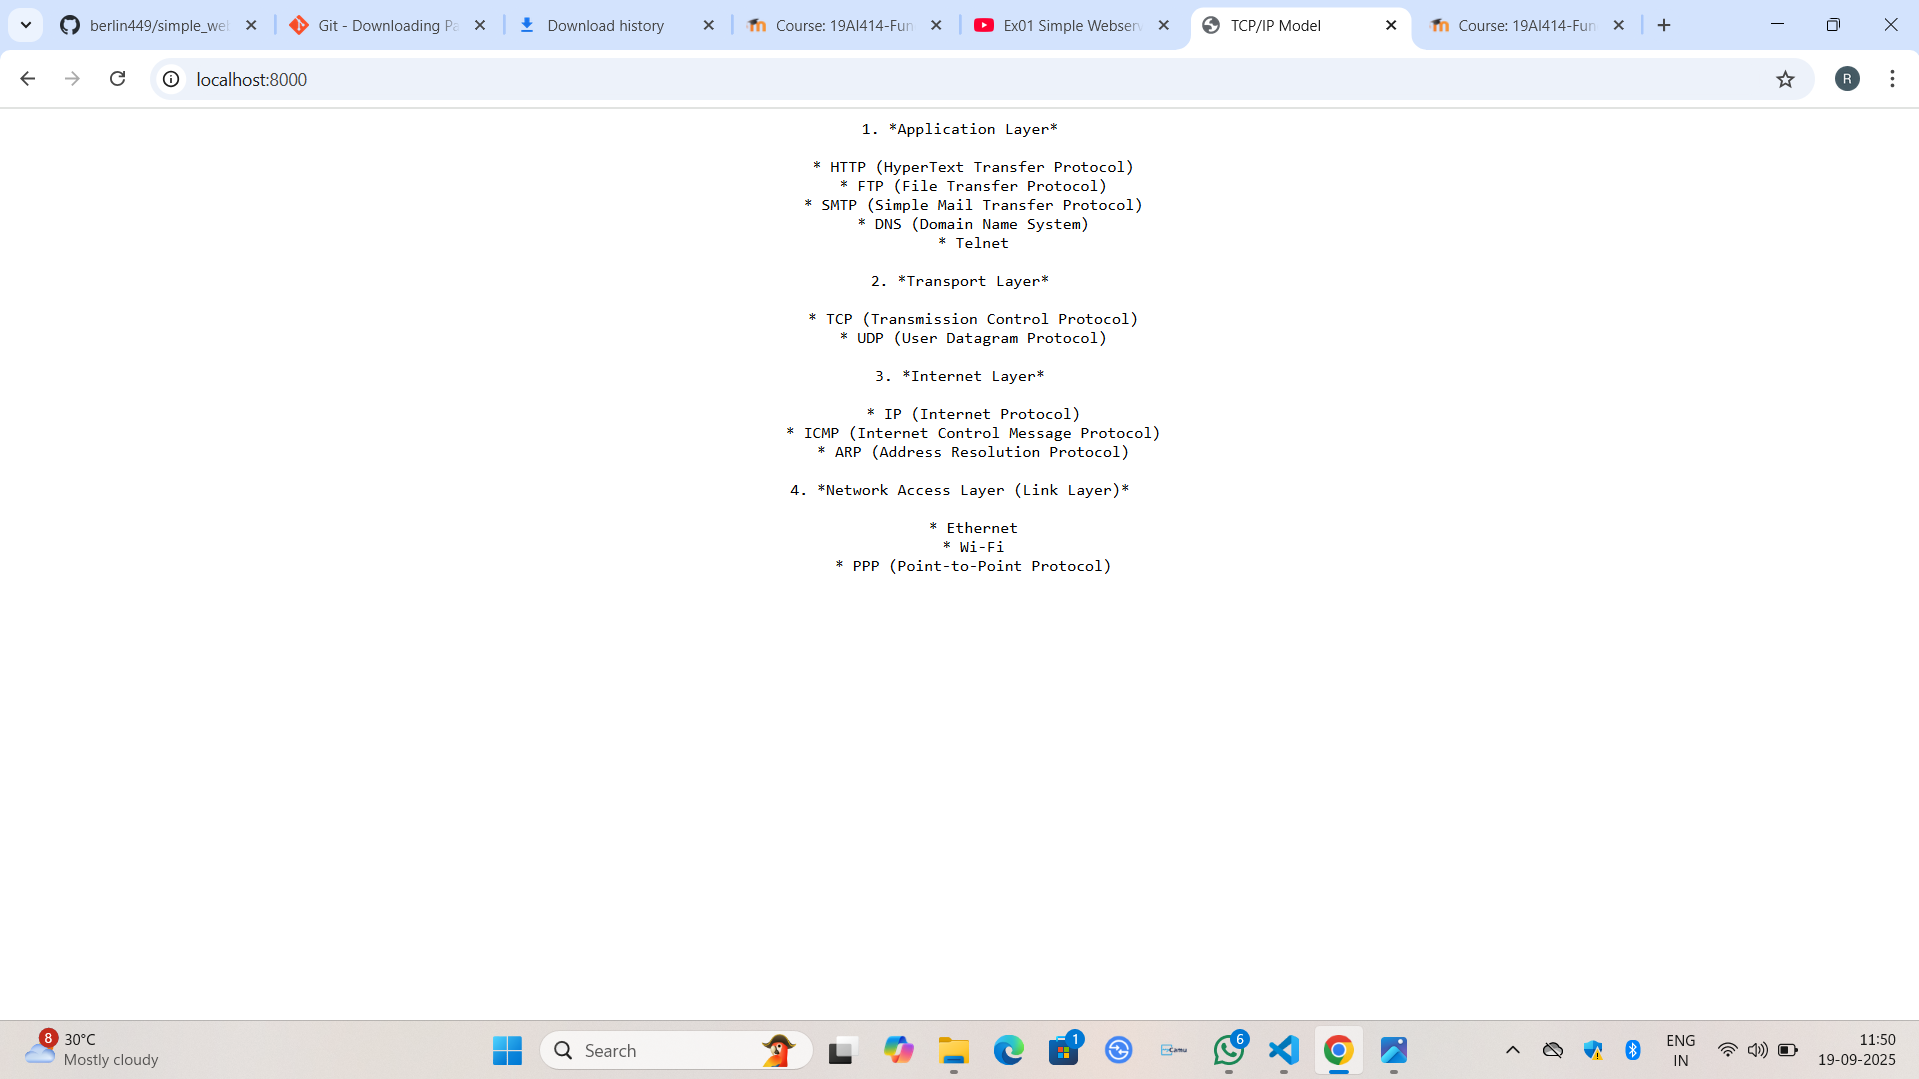 berlin449/simple_we
Git - Downloading Pa
Download history
Course: 19AI414-Fun
Ex01 Simple Webserv
TCP/IP Model
Course: 19AI414-Fun
localhost:8000
R
1. *Application Layer*
* HTTP (HyperText Transfer Protocol)
* FTP (File Transfer Protocol)
* SMTP (Simple Mail Transfer Protocol)
* DNS (Domain Name System)
* Telnet
2. *Transport Layer*
* TCP (Transmission Control Protocol)
* UDP (User Datagram Protocol)
3. *Internet Layer*
* IP (Internet Protocol)
* ICMP (Internet Control Message Protocol)
* ARP (Address Resolution Protocol)
4. *Network Access Layer (Link Layer)*
* Ethernet
* Wi-Fi
* PPP (Point-to-Point Protocol)
8
30°C
Mostly cloudy
Search
1
Camu
6
ENG
IN
11:50
19-09-2025